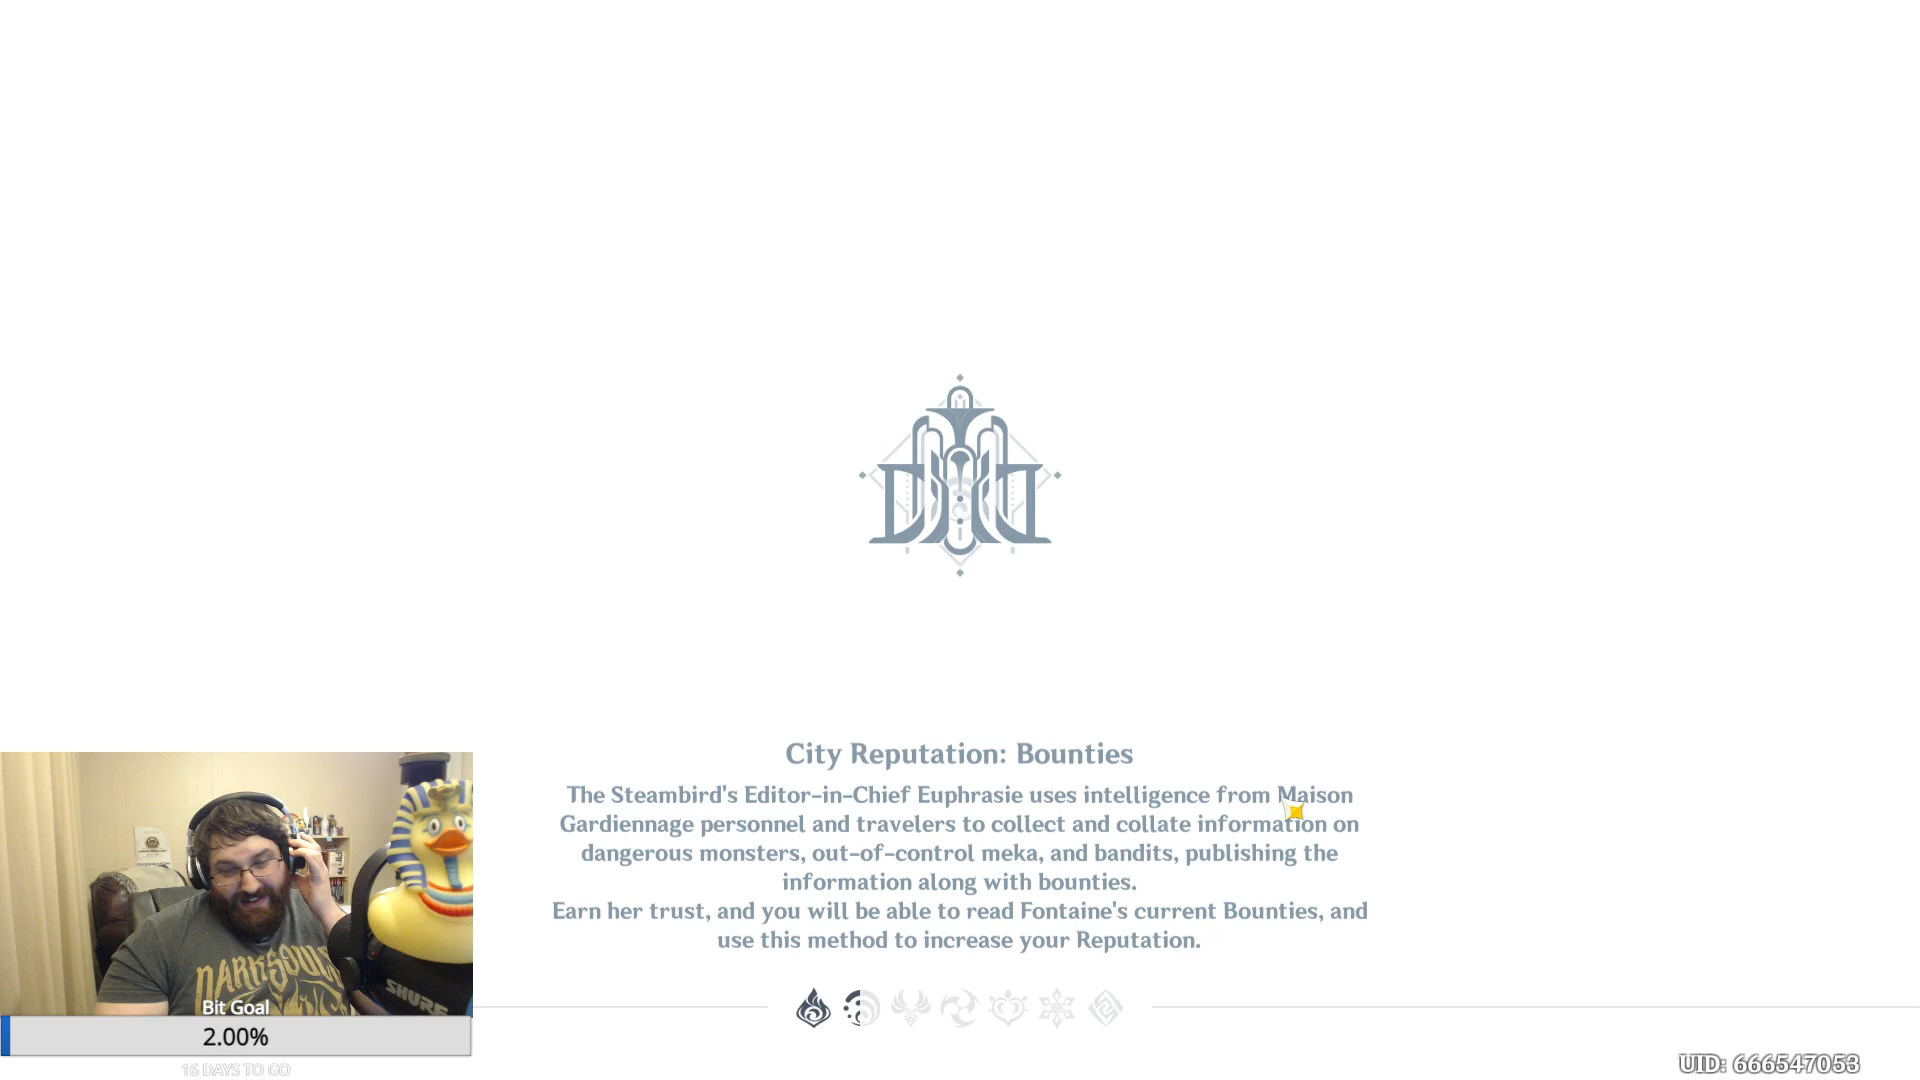 City Reputation: Bounties
The Steambird's Editor-in-Chief Euphrasie uses intelligence from Maison
Gardiennage personnel and travelers to collect and collate information on
dangerous monsters, out-of-control meka, and bandits, publishing the
information along with bounties.
Earn her trust, and you will be able to read Fontaine's current Bounties, and
use this method to increase your Reputation.
DARKSOULS
SHURE
Bit Goal
2.00%
16 DAYS TO GO
UID: 666547053